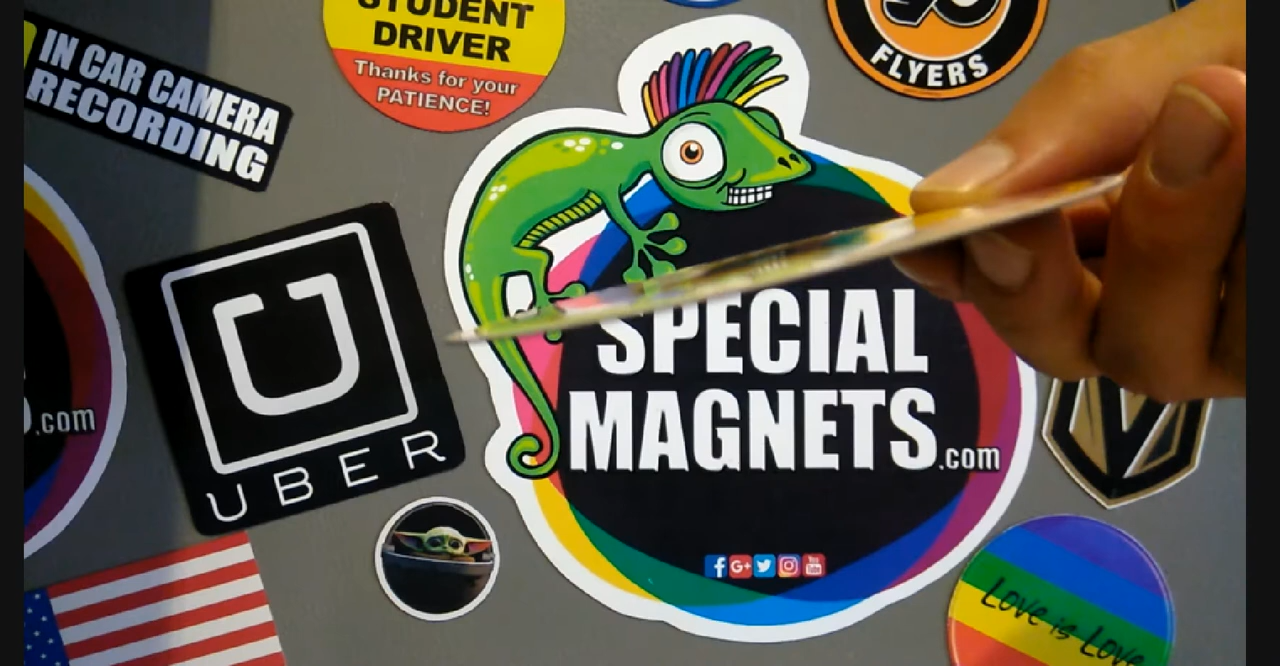 IN CAR CAMERA
RECORDING
STUDENT
DRIVER
Thanks for your
PATIENCE!
FLYERS
U
UBER
SPECIAL
MAGNETS.com
.com
Love is Love